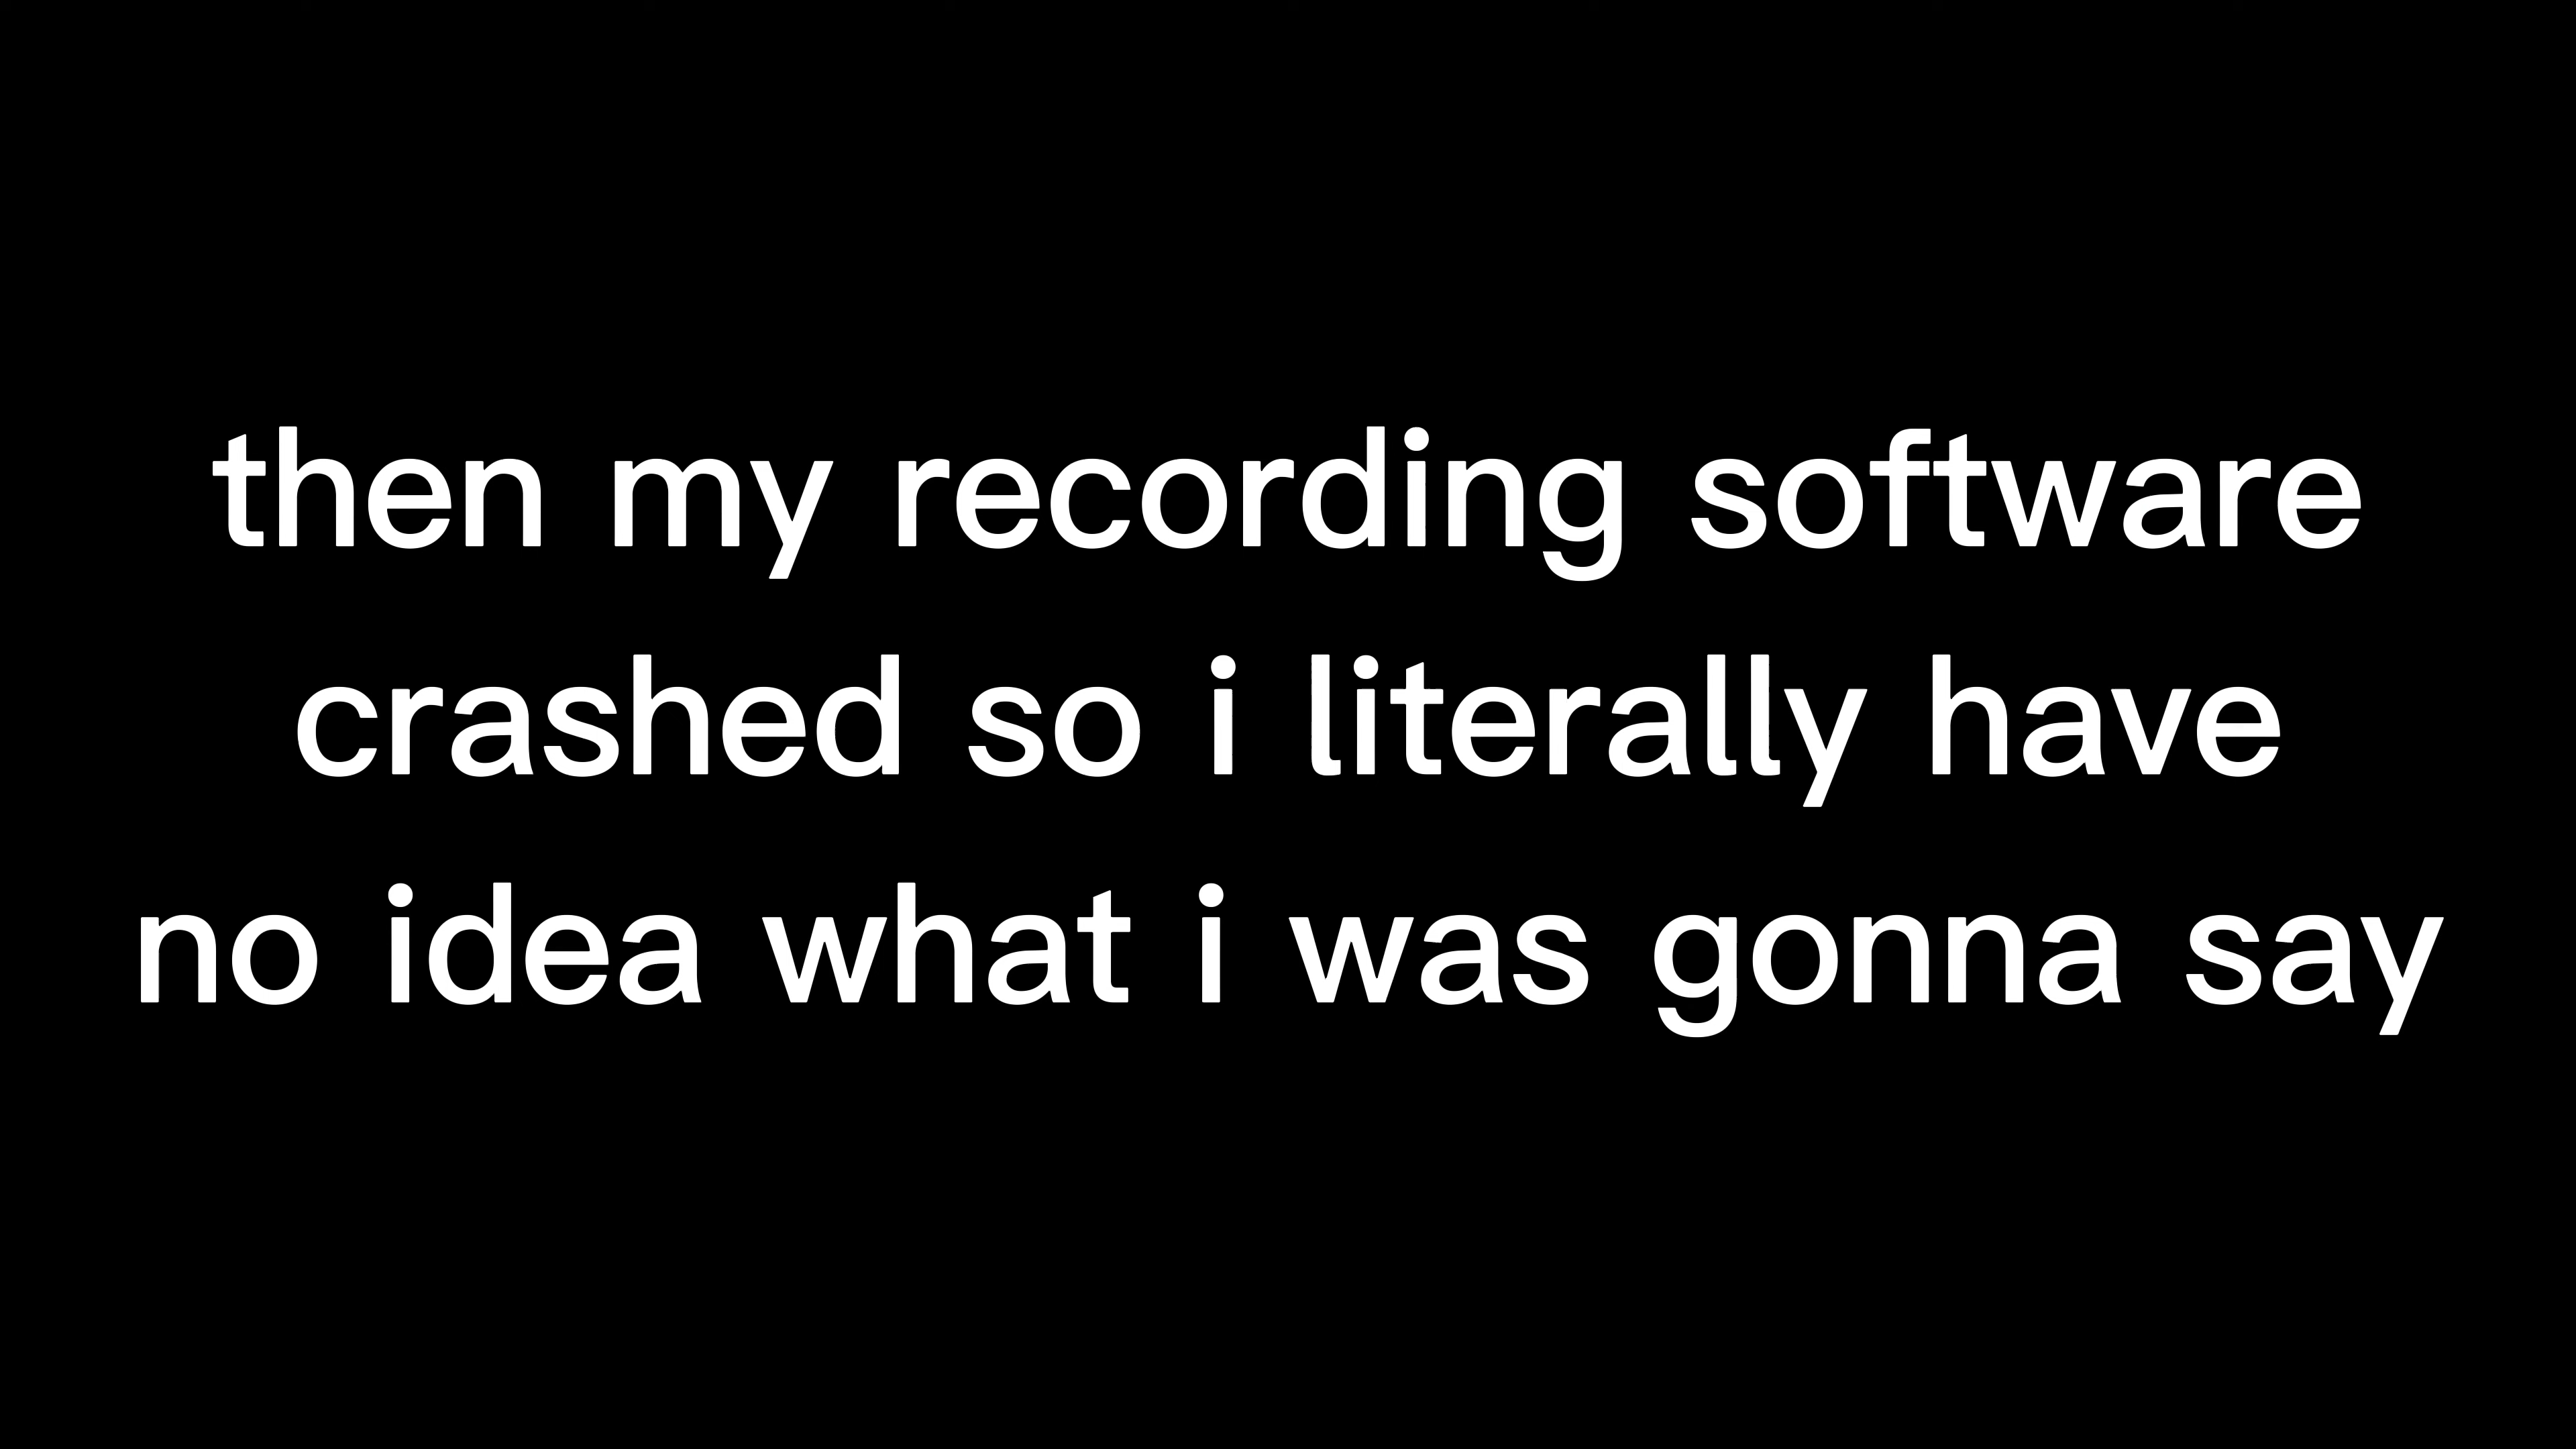 then my recording software
crashed so i literally have
no idea what i was gonna say